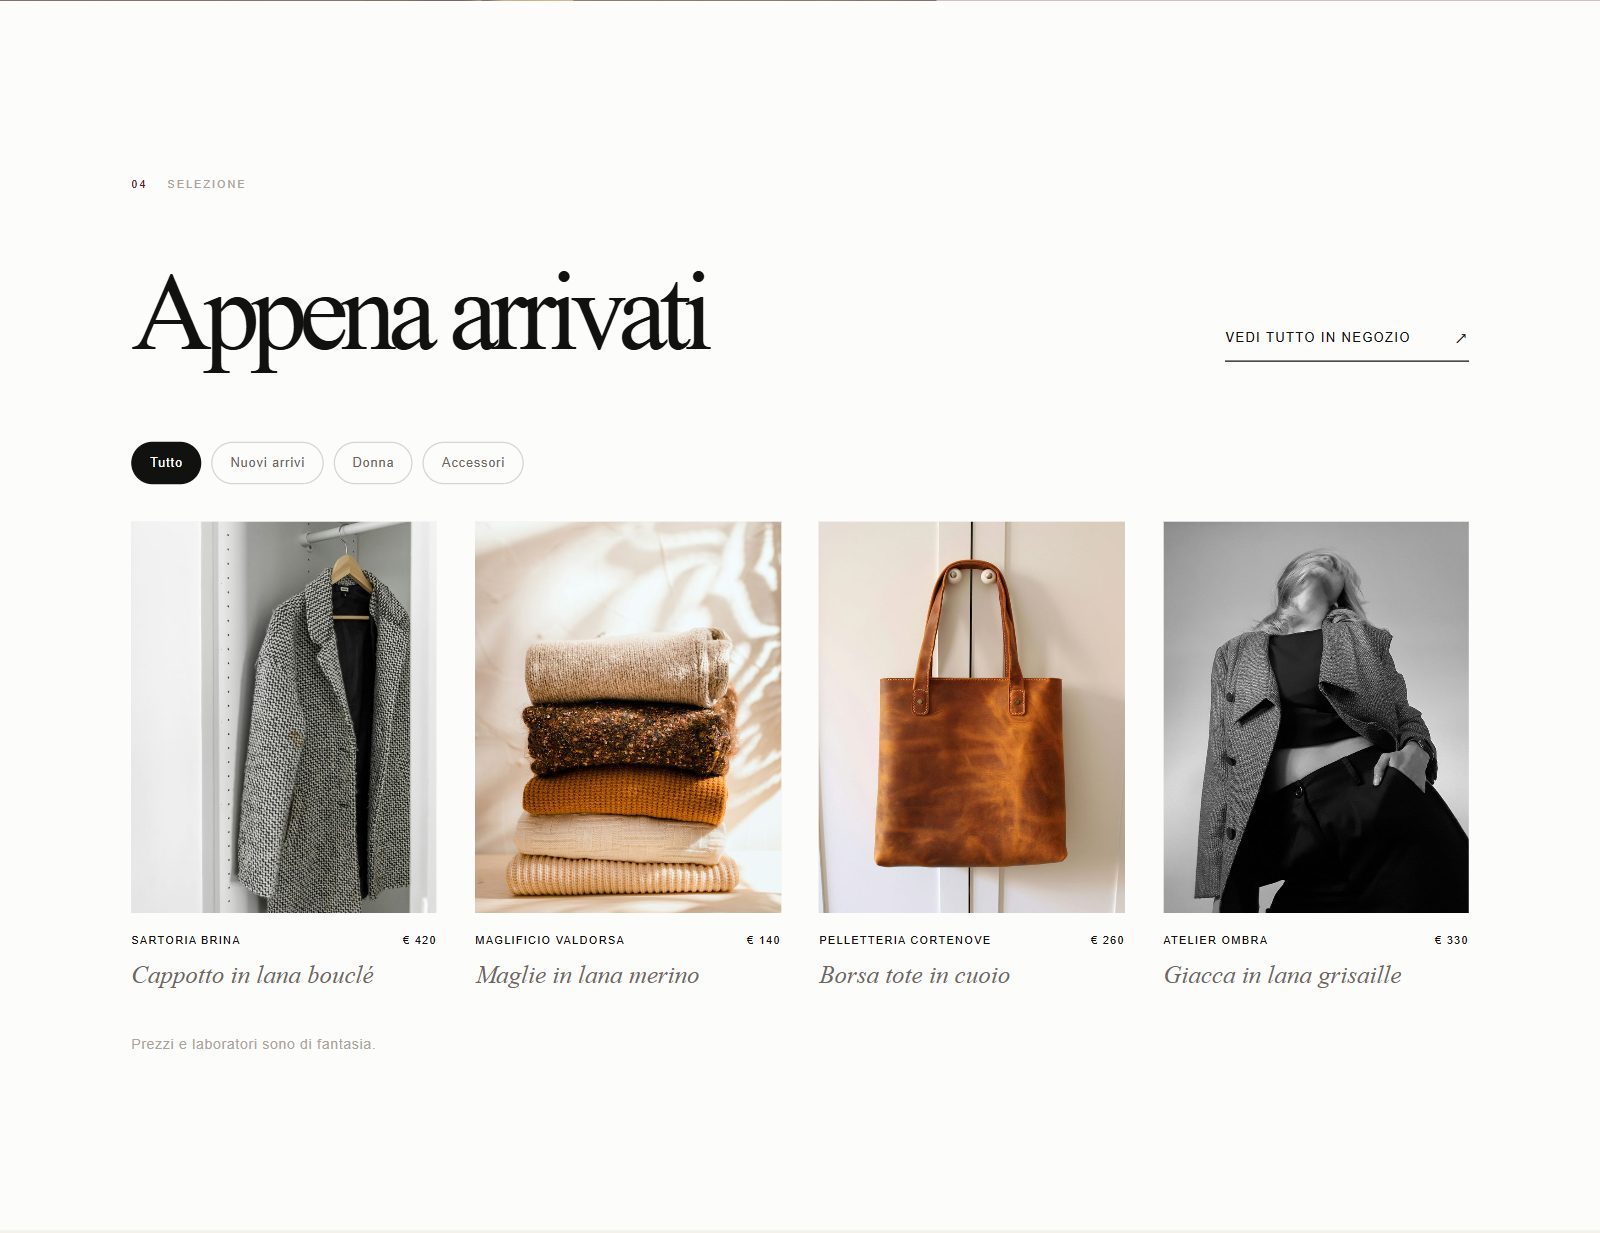 04 SELEZIONE
Appena arrivati
VEDI TUTTO IN NEGOZIO ↗
Tutto Nuovi arrivi Donna Accessori
SARTORIA BRINA € 420
Cappotto in lana bouclé
MAGLIFICIO VALDORSA € 140
Maglie in lana merino
PELLETTERIA CORTENOVE € 260
Borsa tote in cuoio
ATELIER OMBRA € 330
Giacca in lana grisaille
Prezzi e laboratori sono di fantasia.